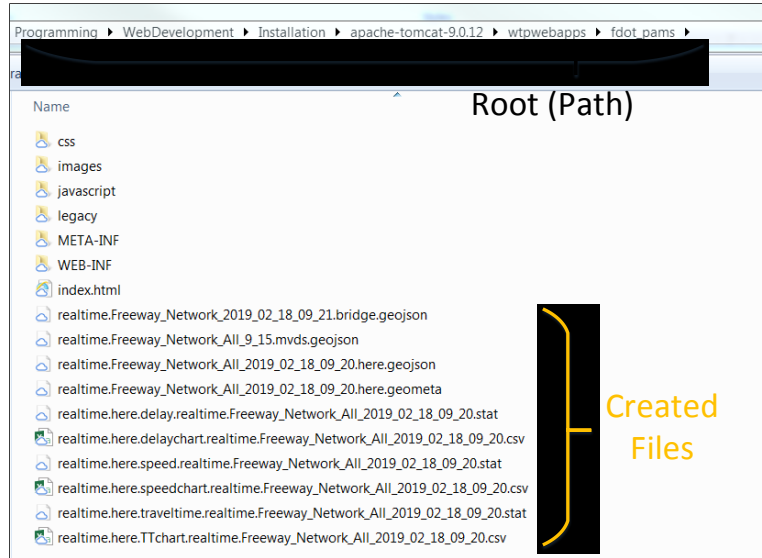 Programming ▸ WebDevelopment ▸ Installation ▸ apache-tomcat-9.0.12 ▸ wtpwebapps ▸ fdot_pams ▸
ra
Root (Path)
Name
css
images
javascript
legacy
META-INF
WEB-INF
index.html
realtime.Freeway_Network_2019_02_18_09_21.bridge.geojson
realtime.Freeway_Network_All_9_15.mvds.geojson
realtime.Freeway_Network_All_2019_02_18_09_20.here.geojson
realtime.Freeway_Network_All_2019_02_18_09_20.here.geometa
realtime.here.delay.realtime.Freeway_Network_All_2019_02_18_09_20.stat
realtime.here.delaychart.realtime.Freeway_Network_All_2019_02_18_09_20.csv
realtime.here.speed.realtime.Freeway_Network_All_2019_02_18_09_20.stat
realtime.here.speedchart.realtime.Freeway_Network_All_2019_02_18_09_20.csv
realtime.here.traveltime.realtime.Freeway_Network_All_2019_02_18_09_20.stat
realtime.here.TTchart.realtime.Freeway_Network_All_2019_02_18_09_20.csv
Created
Files